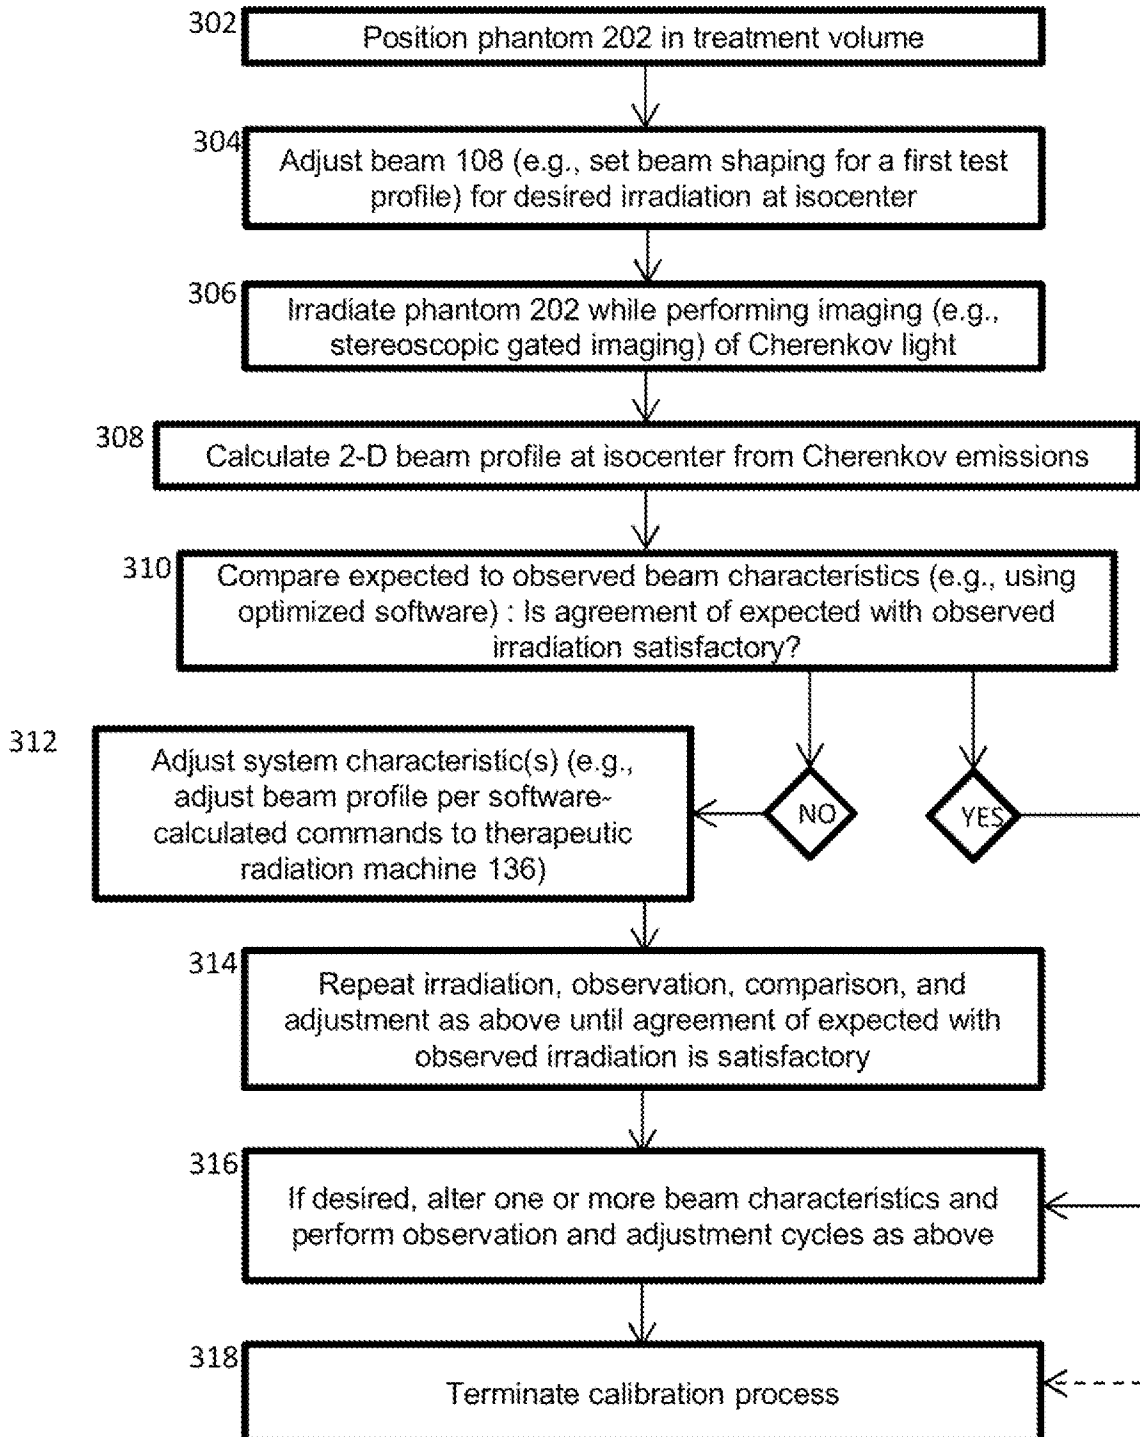 302
Position phantom 202 in treatment volume
304
Adjust beam 108 (e.g., set beam shaping for a first test
profile) for desired irradiation at isocenter
306
Irradiate phantom 202 while performing imaging (e.g.,
stereoscopic gated imaging) of Cherenkov light
308
Calculate 2-D beam profile at isocenter from Cherenkov emissions
310
Compare expected to observed beam characteristics (e.g., using
optimized software) : Is agreement of expected with observed
irradiation satisfactory?
312
Adjust system characteristic(s) (e.g.,
adjust beam profile per software-
calculated commands to therapeutic
radiation machine 136)
NO
YES
314
Repeat irradiation, observation, comparison, and
adjustment as above until agreement of expected with
observed irradiation is satisfactory
316
If desired, alter one or more beam characteristics and
perform observation and adjustment cycles as above
318
Terminate calibration process